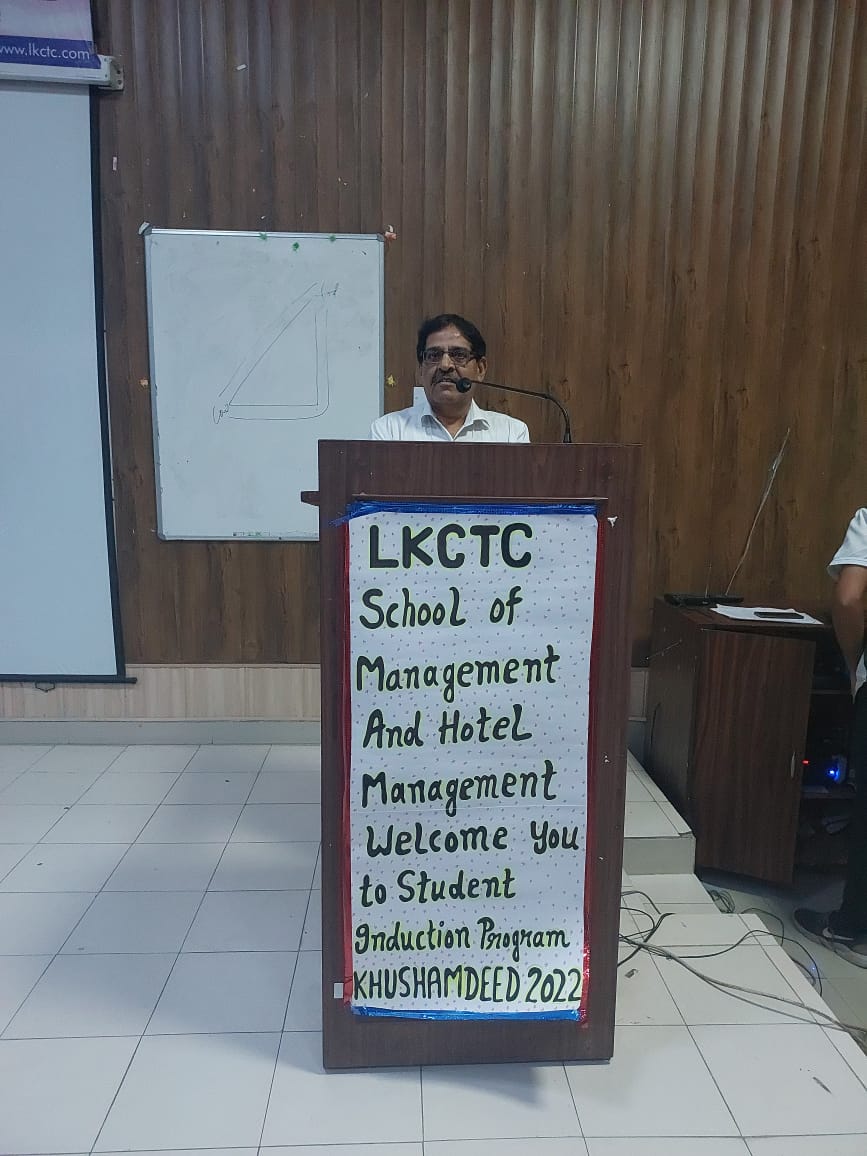 www.lkctc.com
LKCTC
School of
Management
And Hotel
Management
Welcome you
to Student
Induction Program
KHUSHAMDEED 2022